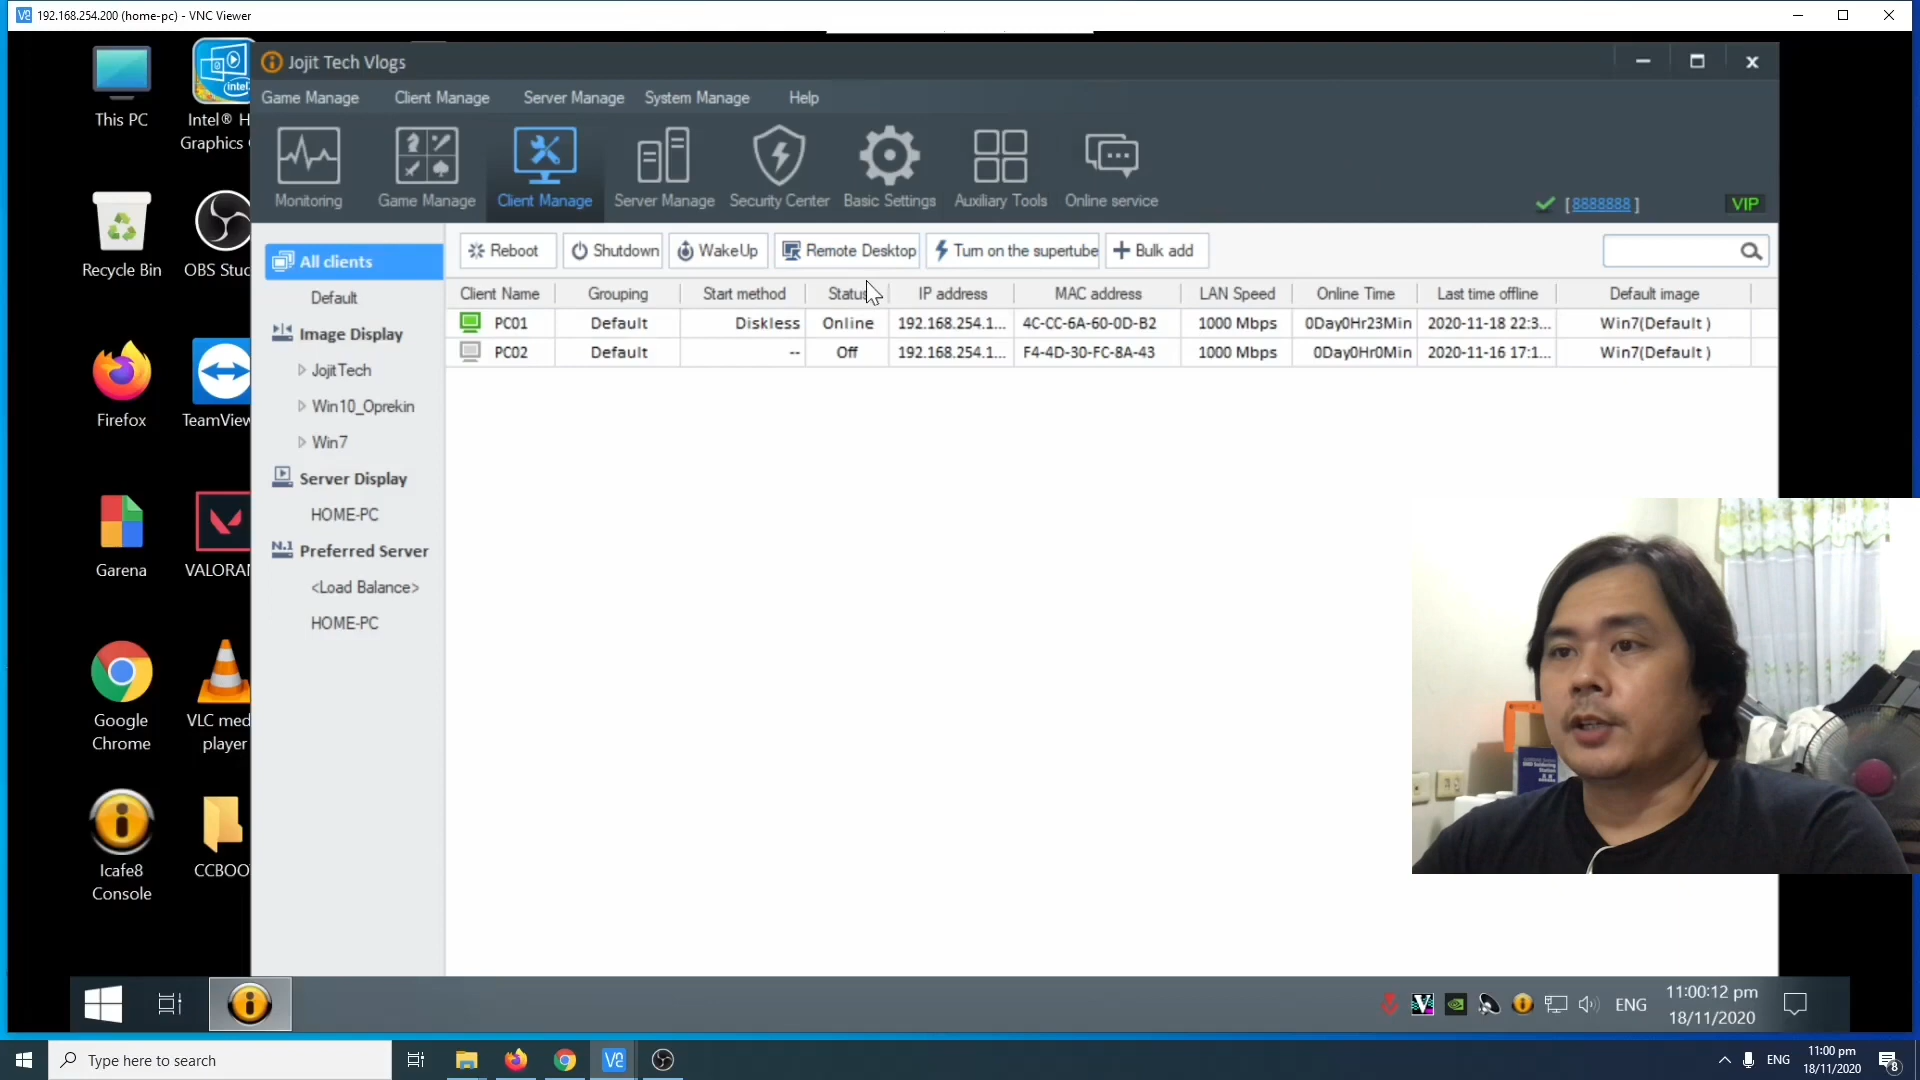 192.168.254.200 (home-pc) - VNC Viewer
This PC
Intel® H
Graphics
Recycle Bin
OBS Stud
Firefox
TeamView
Garena
VALORAN
Google
Chrome
VLC med
player
Icafe8
Console
CCBOO
Jojit Tech Vlogs
Game Manage
Client Manage
Server Manage
System Manage
Help
Monitoring
Game Manage
Client Manage
Server Manage
Security Center
Basic Settings
Auxiliary Tools
Online service
[ 8888888 ]
VIP
All clients
Default
Image Display
JojitTech
Win10_Oprekin
Win7
Server Display
HOME-PC
N.1 Preferred Server
<Load Balance>
HOME-PC
Reboot
Shutdown
WakeUp
Remote Desktop
Turn on the supertube
Bulk add
Client Name Grouping Start method Status IP address MAC address LAN Speed Online Time Last time offline Default image
PC01 Default Diskless Online 192.168.254.1... 4C-CC-6A-60-0D-B2 1000 Mbps 0Day0Hr23Min 2020-11-18 22:3... Win7(Default )
PC02 Default -- Off 192.168.254.1... F4-4D-30-FC-8A-43 1000 Mbps 0Day0Hr0Min 2020-11-16 17:1... Win7(Default )
ENG
11:00:12 pm
18/11/2020
Type here to search
ENG
11:00 pm
18/11/2020
8